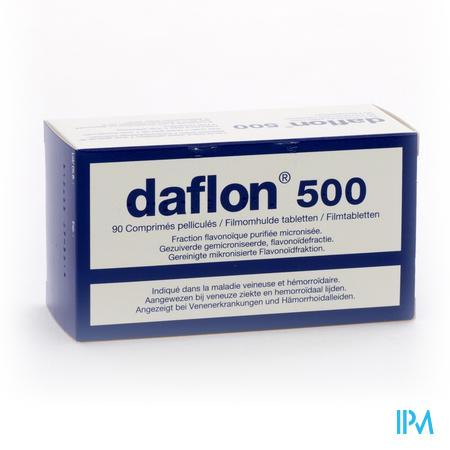 daflon® 500
daflon® 500
90 Comprimés pelliculés / Filmomhulde tabletten / Filmtabletten
Fraction flavonoïque purifiée micronisée.
Gezuiverde gemicroniseerde, flavonoïdefractie.
Gereinigte mikronisierte Flavonoïdfraktion.
Indiqué dans la maladie veineuse et hémorroïdaire.
Aangewezen bij veneuze ziekte en hemorroïdaal lijden.
Angezeigt bei Venenerkrankungen und Hämorrhoidalleiden.
IPM